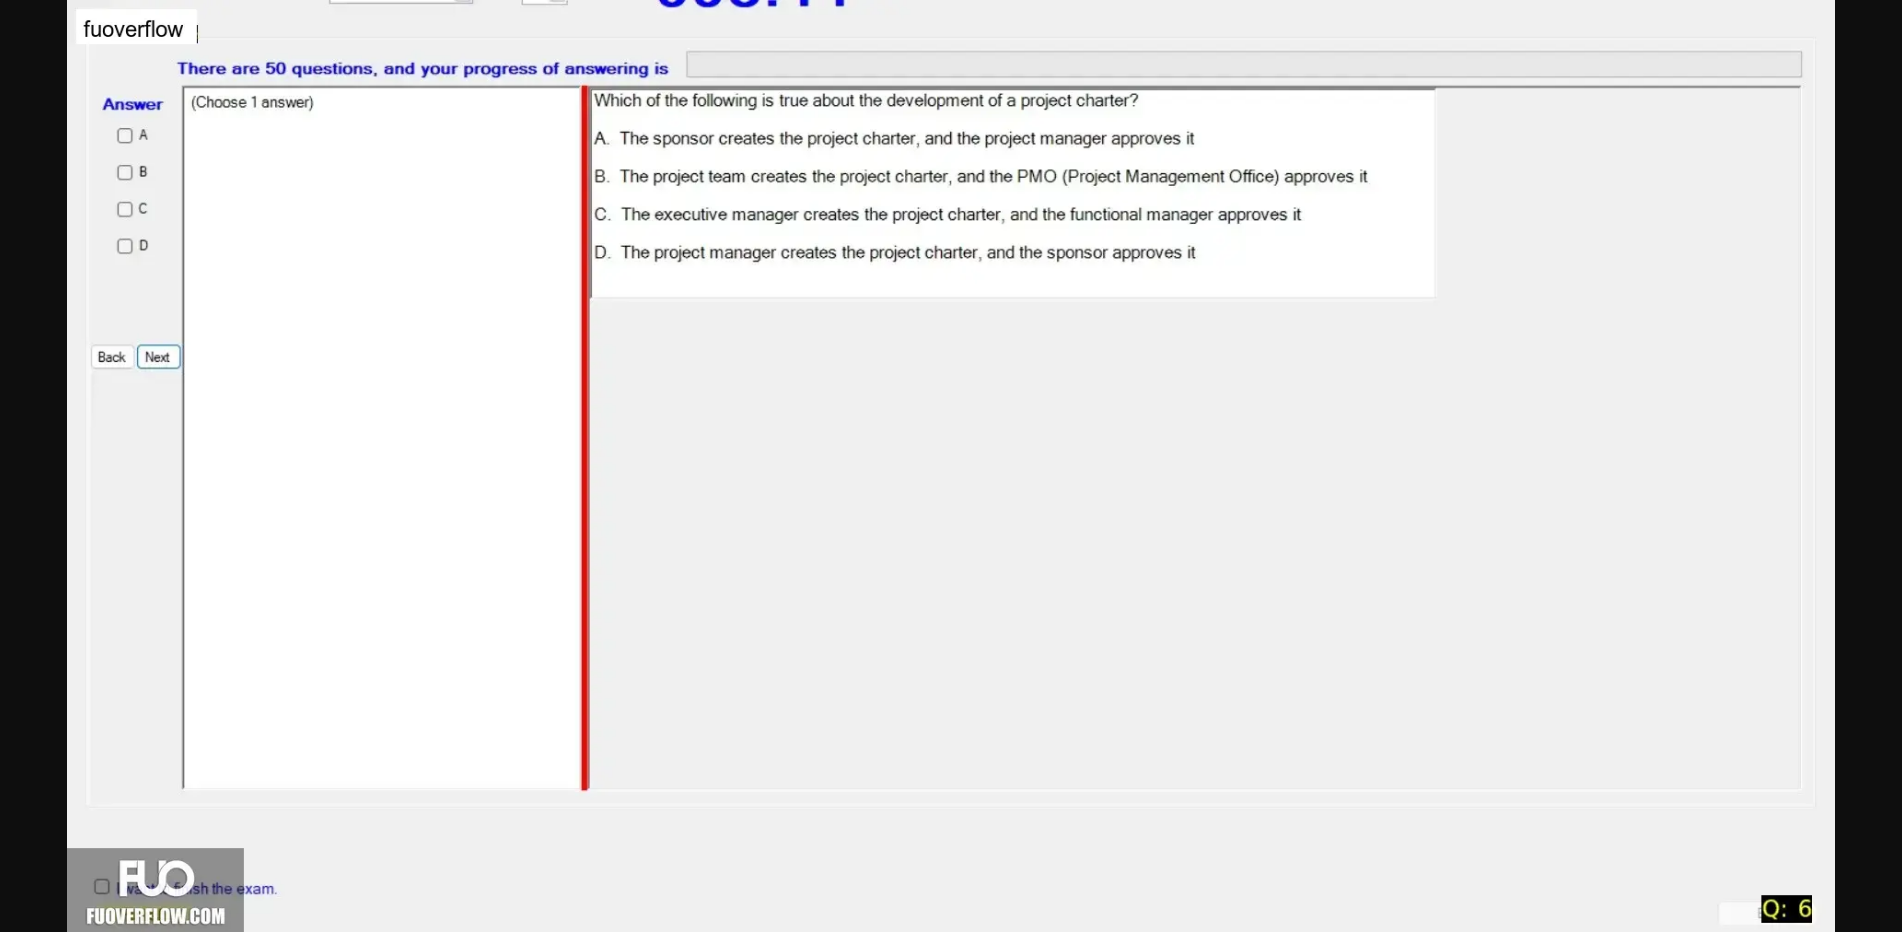 fuoverflow
There are 50 questions, and your progress of answering is
Answer
A
B
C
D
Back Next
(Choose 1 answer)
Which of the following is true about the development of a project charter?
A. The sponsor creates the project charter, and the project manager approves it
B. The project team creates the project charter, and the PMO (Project Management Office) approves it
C. The executive manager creates the project charter, and the functional manager approves it
D. The project manager creates the project charter, and the sponsor approves it
the exam.
FUO
FUOVERFLOW.COM
Q: 6